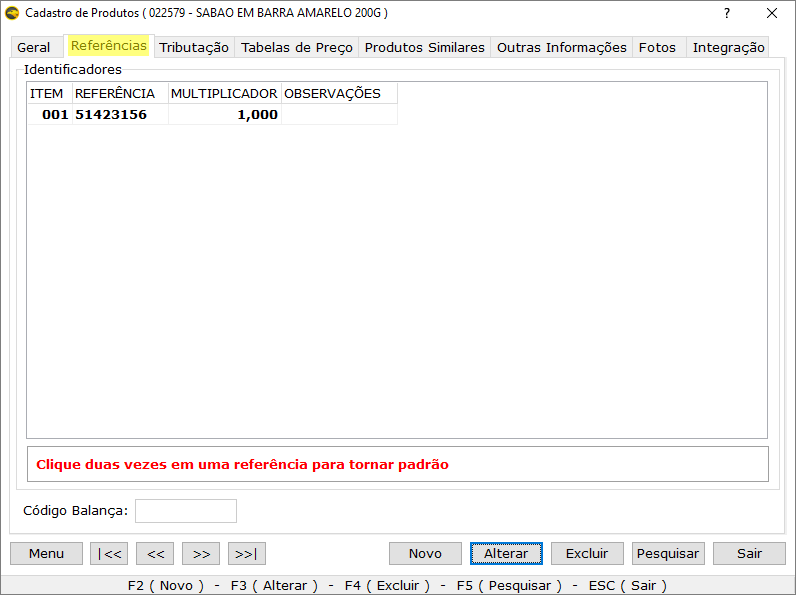 Cadastro de Produtos ( 022579 - SABAO EM BARRA AMARELO 200G )
?
Geral Referências Tributação Tabelas de Preço Produtos Similares Outras Informações Fotos Integração
Identificadores
ITEM REFERÊNCIA MULTIPLICADOR OBSERVAÇÕES
001 51423156 1,000
Clique duas vezes em uma referência para tornar padrão
Código Balança:
Menu |<< << >> >>| Novo Alterar Excluir Pesquisar Sair
F2 ( Novo ) - F3 ( Alterar ) - F4 ( Excluir ) - F5 ( Pesquisar ) - ESC ( Sair )